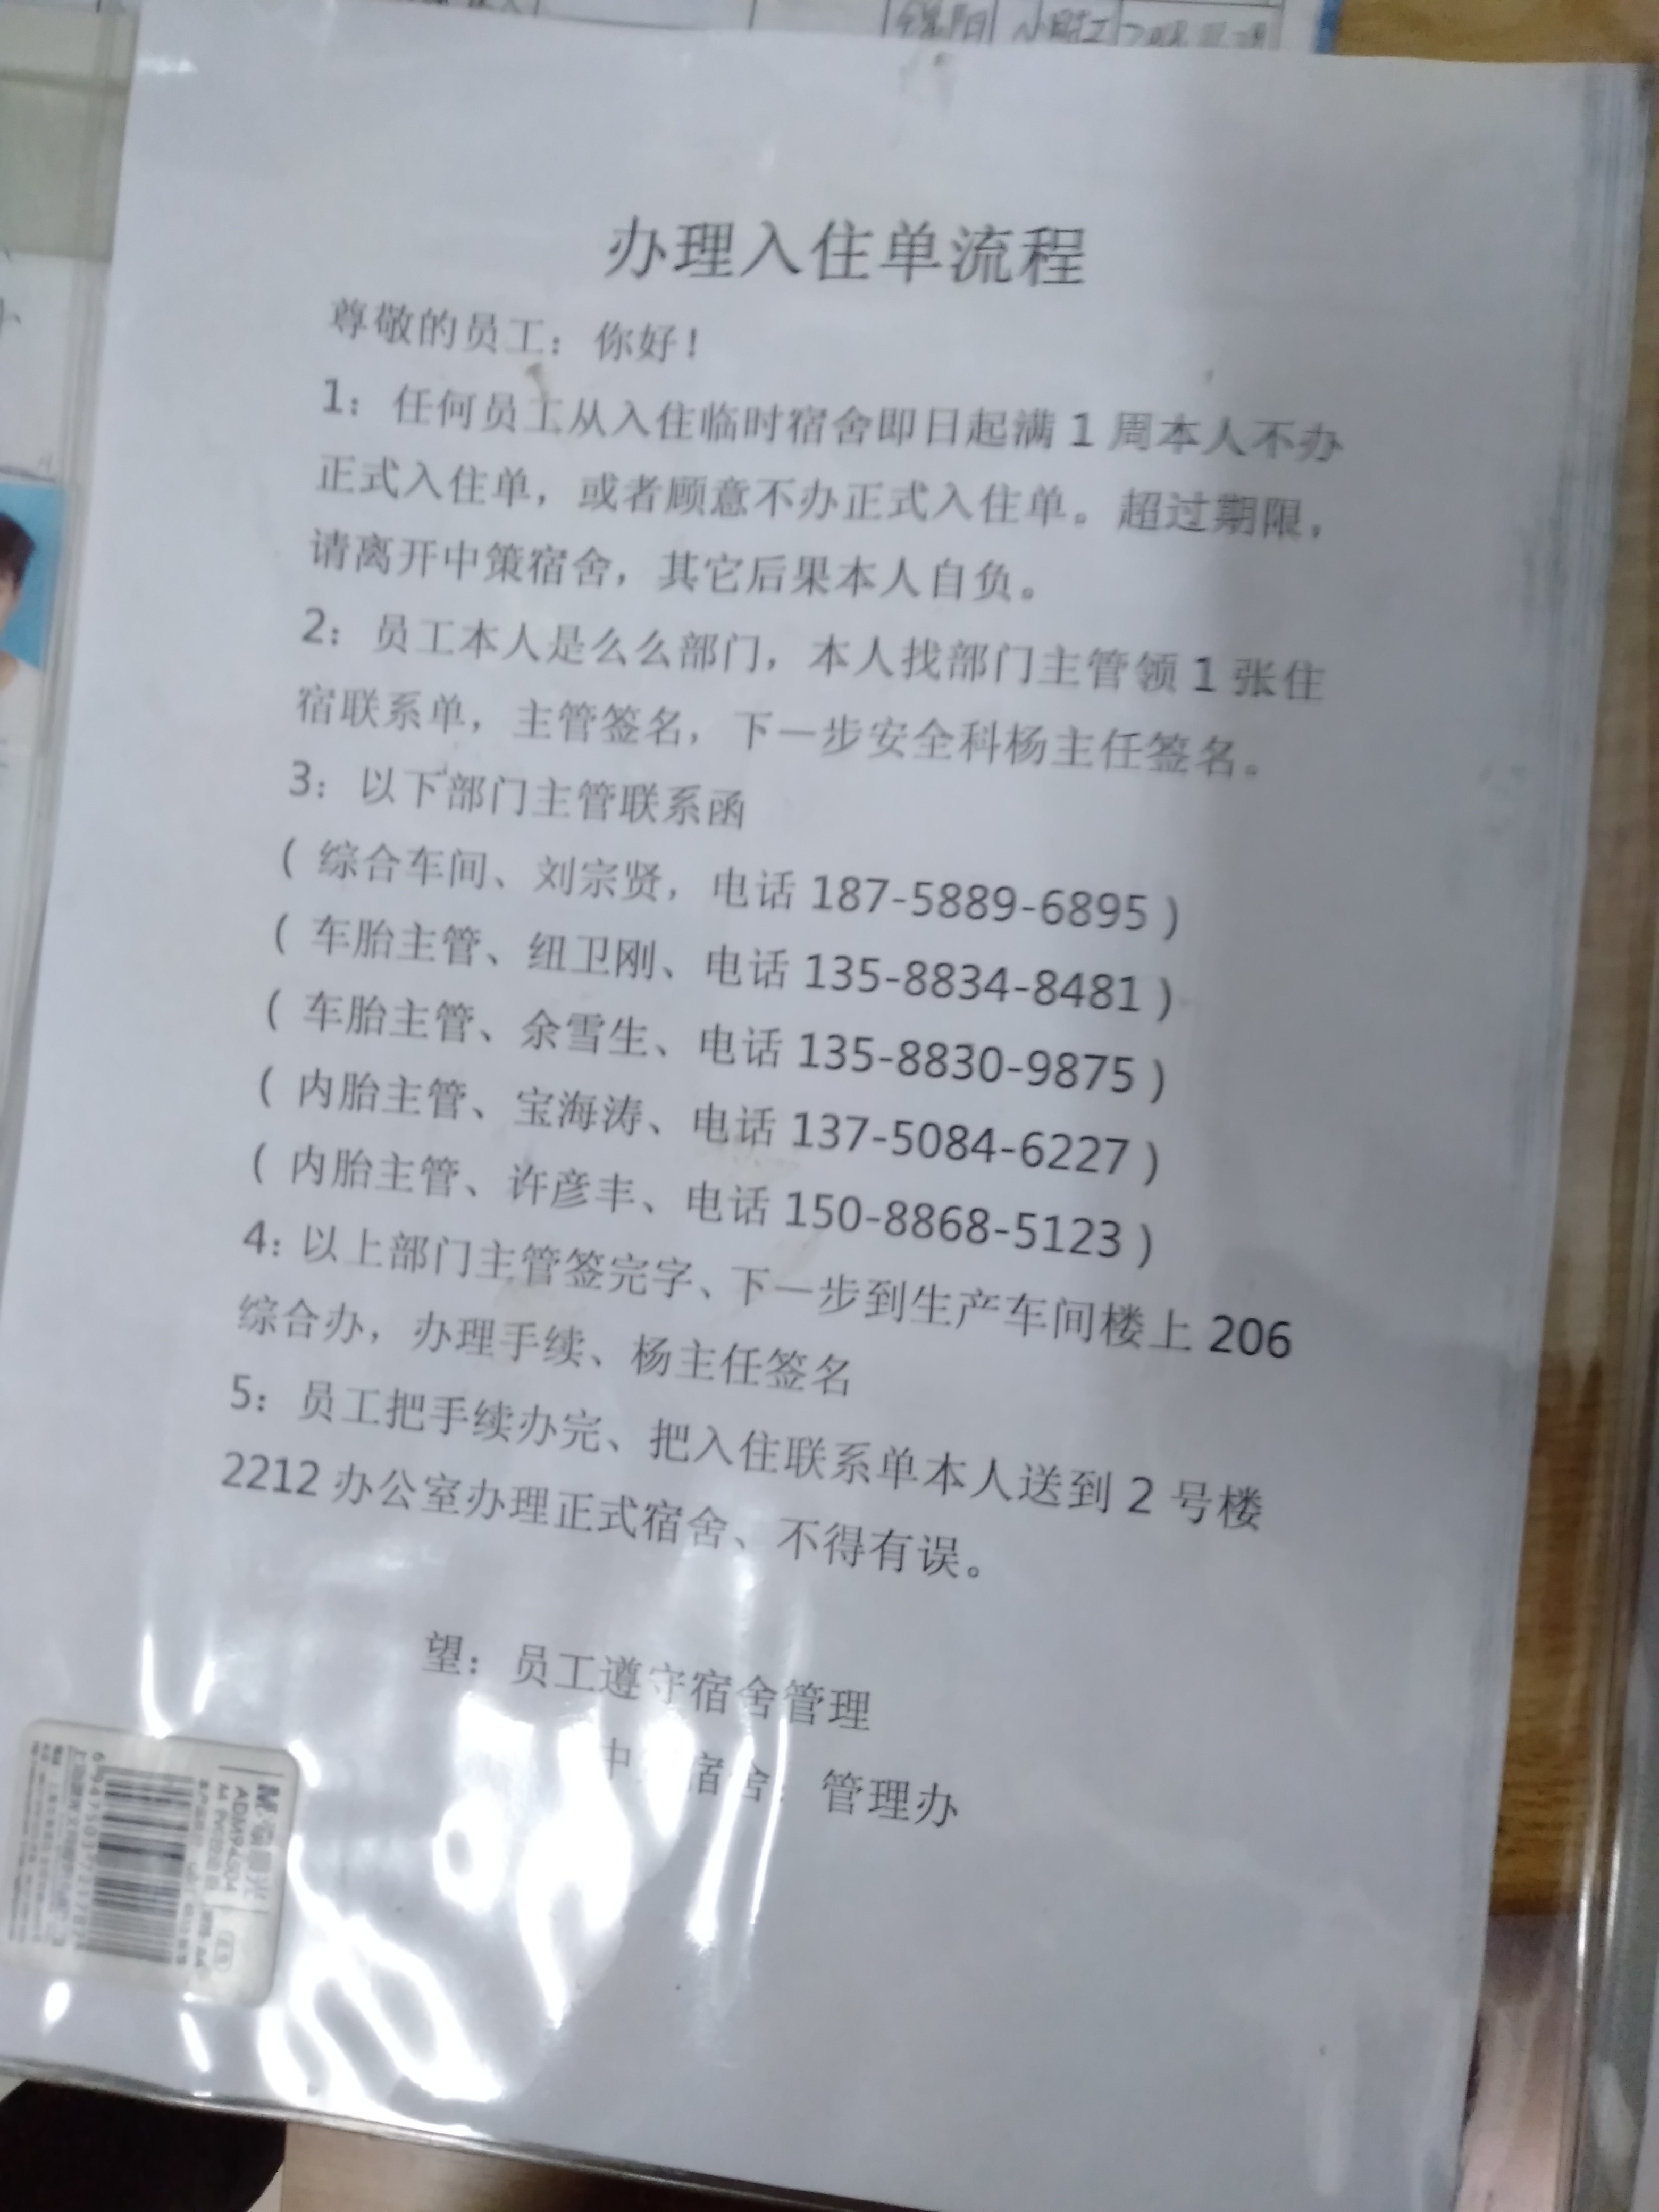 办理入住单流程
尊敬的员工：你好！
1：任何员工从入住临时宿舍即日起满 1 周本人不办
正式入住单，或者顾意不办正式入住单。超过期限，
请离开中策宿舍，其它后果本人自负。
2：员工本人是么么部门，本人找部门主管领 1 张住
宿联系单，主管签名，下一步安全科杨主任签名。
3：以下部门主管联系函
( 综合车间、刘宗贤，电话 187-5889-6895 )
( 车胎主管、纽卫刚、电话 135-8834-8481 )
( 车胎主管、余雪生、电话 135-8830-9875 )
( 内胎主管、宝海涛、电话 137-5084-6227 )
( 内胎主管、许彦丰、电话 150-8868-5123 )
4：以上部门主管签完字、下一步到生产车间楼上 206
综合办，办理手续、杨主任签名
5：员工把手续办完、把入住联系单本人送到 2 号楼
2212 办公室办理正式宿舍、不得有误。
望：员工遵守宿舍管理
中 宿舍：管理办
M&G 晨光
ADM94504